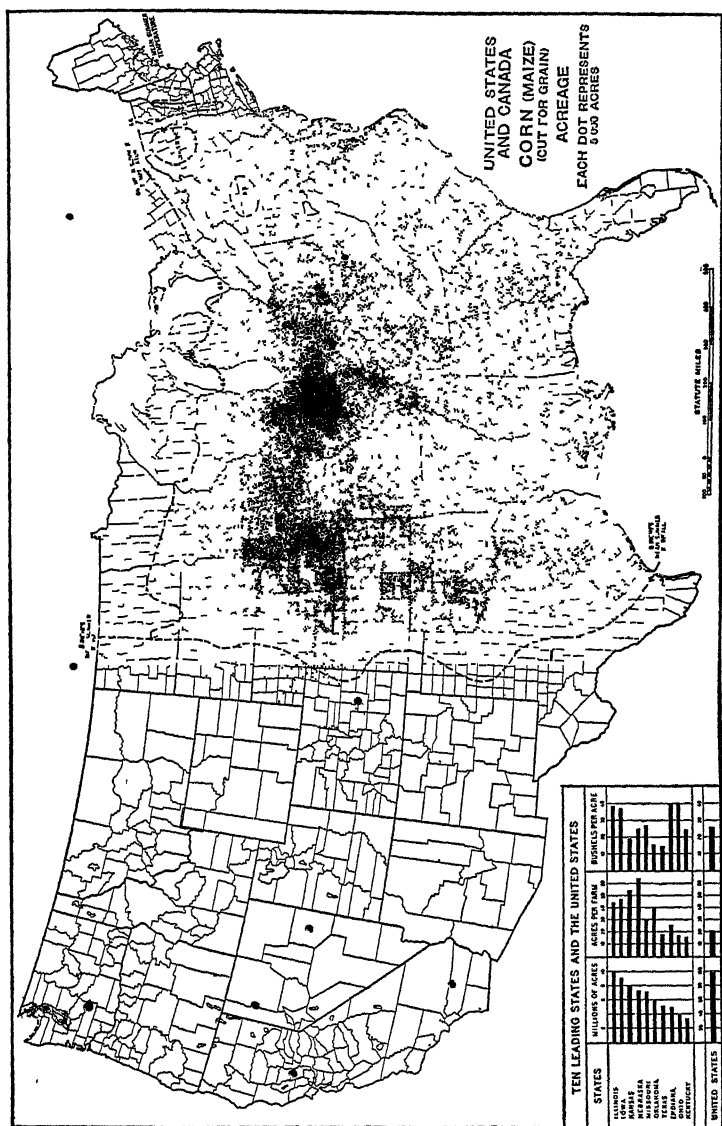 UNITED STATES
AND CANADA
CORN (MAIZE)
(CUT FOR GRAIN)
ACREAGE
EACH DOT REPRESENTS
5 000 ACRES
STATUTE MILES
TEN LEADING STATES AND THE UNITED STATES
STATES
MILLIONS OF ACRES
ACRES PER FARM
BUSHELS PER ACRE
ILLINOIS
IOWA
KANSAS
NEBRASKA
MISSOURI
OKLAHOMA
TEXAS
INDIANA
OHIO
KENTUCKY
UNITED STATES